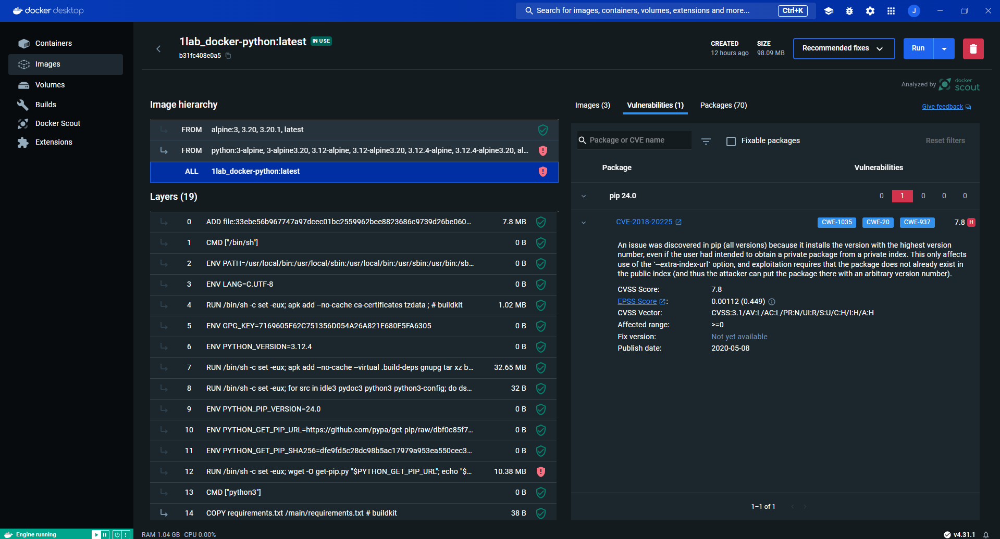 docker desktop
Search for images, containers, volumes, extensions and more...
Ctrl+K
J
Containers
Images
Volumes
Builds
Docker Scout
Extensions
1lab_docker-python:latest
IN USE
b31fc408e0a5
CREATED
12 hours ago
SIZE
98.09 MB
Recommended fixes
Run
Analyzed by docker scout
Image hierarchy
FROM alpine:3, 3.20, 3.20.1, latest
FROM python:3-alpine, 3-alpine3.20, 3.12-alpine, 3.12-alpine3.20, 3.12.4-alpine, 3.12.4-alpine3.20, al...
ALL 1lab_docker-python:latest
Layers (19)
0 ADD file:33ebe56b967747a97dcec01bc2559962bee8823686c9739d26be060... 7.8 MB
1 CMD ["/bin/sh"] 0 B
2 ENV PATH=/usr/local/bin:/usr/local/sbin:/usr/local/bin:/usr/sbin:/usr/bin:/sb... 0 B
3 ENV LANG=C.UTF-8 0 B
4 RUN /bin/sh -c set -eux; apk add --no-cache ca-certificates tzdata ; # buildkit 1.02 MB
5 ENV GPG_KEY=7169605F62C751356D054A26A821E680E5FA6305 0 B
6 ENV PYTHON_VERSION=3.12.4 0 B
7 RUN /bin/sh -c set -eux; apk add --no-cache --virtual .build-deps gnupg tar xz b... 32.65 MB
8 RUN /bin/sh -c set -eux; for src in idle3 pydoc3 python3 python3-config; do ds... 32 B
9 ENV PYTHON_PIP_VERSION=24.0 0 B
10 ENV PYTHON_GET_PIP_URL=https://github.com/pypa/get-pip/raw/dbf0c85f7... 0 B
11 ENV PYTHON_GET_PIP_SHA256=dfe9fd5c28dc98b5ac17979a953ea550cec3... 0 B
12 RUN /bin/sh -c set -eux; wget -O get-pip.py "$PYTHON_GET_PIP_URL"; echo "$... 10.38 MB
13 CMD ["python3"] 0 B
14 COPY requirements.txt /main/requirements.txt # buildkit 38 B
Images (3)
Vulnerabilities (1)
Packages (70)
Give feedback
Package or CVE name
Fixable packages
Reset filters
Package Vulnerabilities
pip 24.0 0 1 0 0 0
CVE-2018-20225 CWE-1035 CWE-20 CWE-937 7.8 H
An issue was discovered in pip (all versions) because it installs the version with the highest version
number, even if the user had intended to obtain a private package from a private index. This only affects
use of the `--extra-index-url` option, and exploitation requires that the package does not already exist in
the public index (and thus the attacker can put the package there with an arbitrary version number).
CVSS Score: 7.8
EPSS Score: 0.00112 (0.449)
CVSS Vector: CVSS:3.1/AV:L/AC:L/PR:N/UI:R/S:U/C:H/I:H/A:H
Affected range: >=0
Fix version: Not yet available
Publish date: 2020-05-08
1–1 of 1
Engine running
RAM 1.04 GB CPU 0.00%
v4.31.1